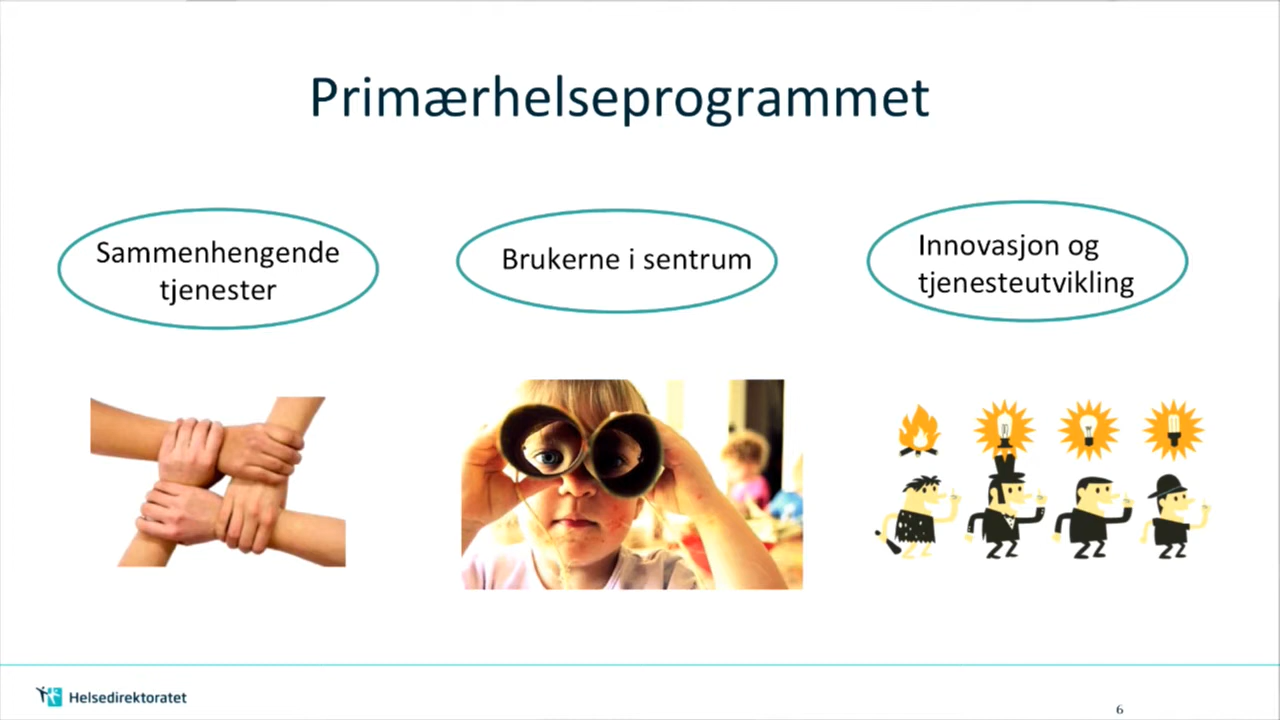 Primærhelseprogrammet
Sammenhengende
tjenester
Brukerne i sentrum
Innovasjon og
tjenesteutvikling
Helsedirektoratet
6